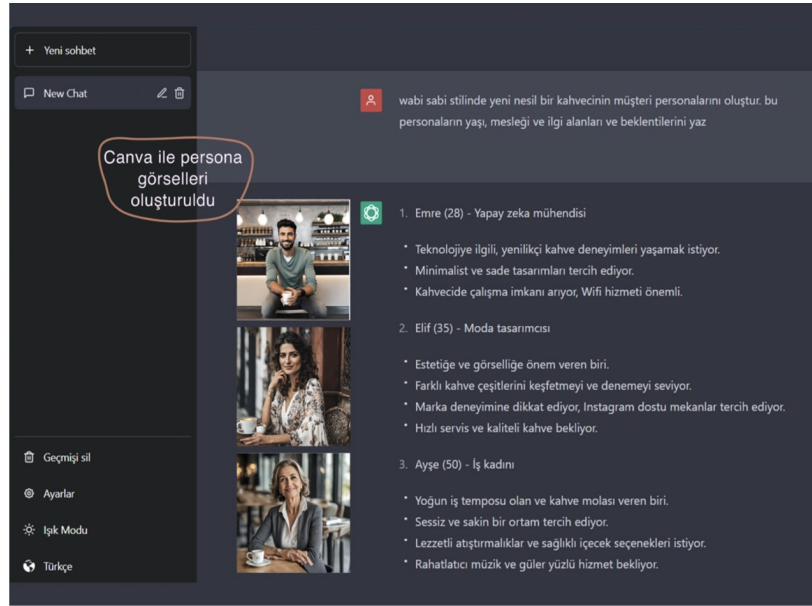 + Yeni sohbet
New Chat
Canva ile persona
görselleri
oluşturuldu
Geçmişi sil
Ayarlar
Işık Modu
Türkçe
wabi sabi stilinde yeni nesil bir kahvecinin müşteri personalarını oluştur. bu
personaların yaşı, mesleği ve ilgi alanları ve beklentilerini yaz
1. Emre (28) - Yapay zeka mühendisi
• Teknolojiye ilgili, yenilikçi kahve deneyimleri yaşamak istiyor.
• Minimalist ve sade tasarımları tercih ediyor.
• Kahvecide çalışma imkanı arıyor, Wifi hizmeti önemli.
2. Elif (35) - Moda tasarımcısı
• Estetiğe ve görselliğe önem veren biri.
• Farklı kahve çeşitlerini keşfetmeyi ve denemeyi seviyor.
• Marka deneyimine dikkat ediyor, Instagram dostu mekanlar tercih ediyor.
• Hızlı servis ve kaliteli kahve bekliyor.
3. Ayşe (50) - İş kadını
• Yoğun iş temposu olan ve kahve molası veren biri.
• Sessiz ve sakin bir ortam tercih ediyor.
• Lezzetli atıştırmalıklar ve sağlıklı içecek seçenekleri istiyor.
• Rahatlatıcı müzik ve güler yüzlü hizmet bekliyor.